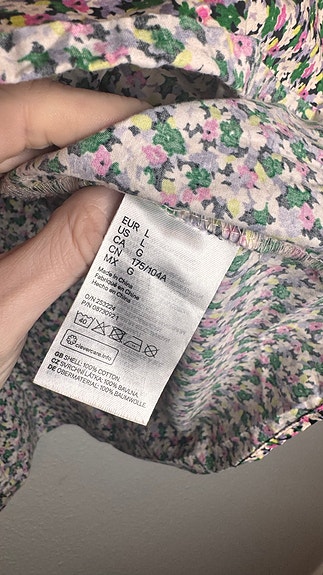 EUR L
US L
CA G
CN 175/104A
MX G
Made in China
Fabriqué en Chine
Hecho en China
40
clevercare.info
GB SHELL: 100% COTTON
CZ SVRCHNÍ LÁTKA: 100% BAVLNA.
DE OBERMATERIAL: 100% BAUMWOLLE.